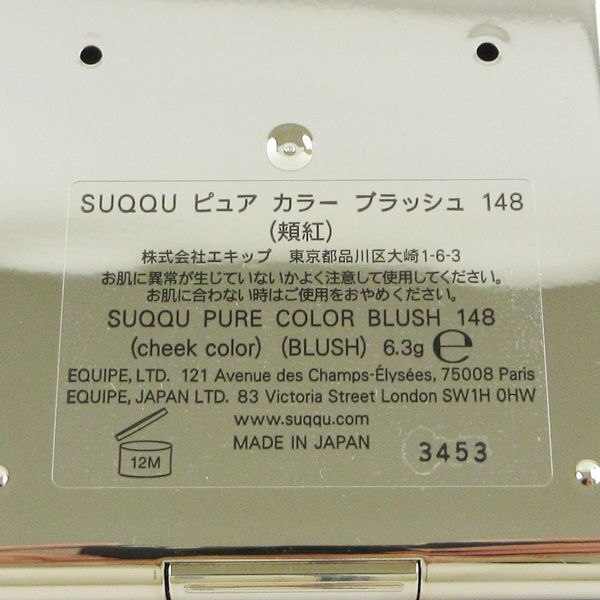 SUQQU ピュア カラー ブラッシュ 148
(頬紅)
株式会社エキップ　東京都品川区大崎1-6-3
お肌に異常が生じていないかよく注意して使用してください。
お肌に合わない時はご使用をおやめください。
SUQQU PURE COLOR BLUSH 148
(cheek color) (BLUSH) 6.3g ℮
EQUIPE, LTD. 121 Avenue des Champs-Élysées, 75008 Paris
EQUIPE, JAPAN LTD. 83 Victoria Street London SW1H 0HW
www.suqqu.com
MADE IN JAPAN
12M
3453